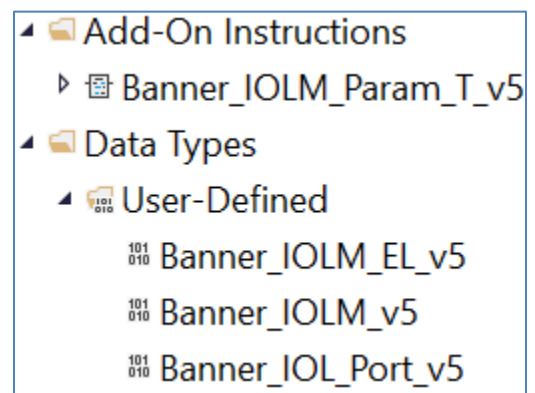 Add-On Instructions
Banner_IOLM_Param_T_v5
Data Types
User-Defined
Banner_IOLM_EL_v5
Banner_IOLM_v5
Banner_IOL_Port_v5